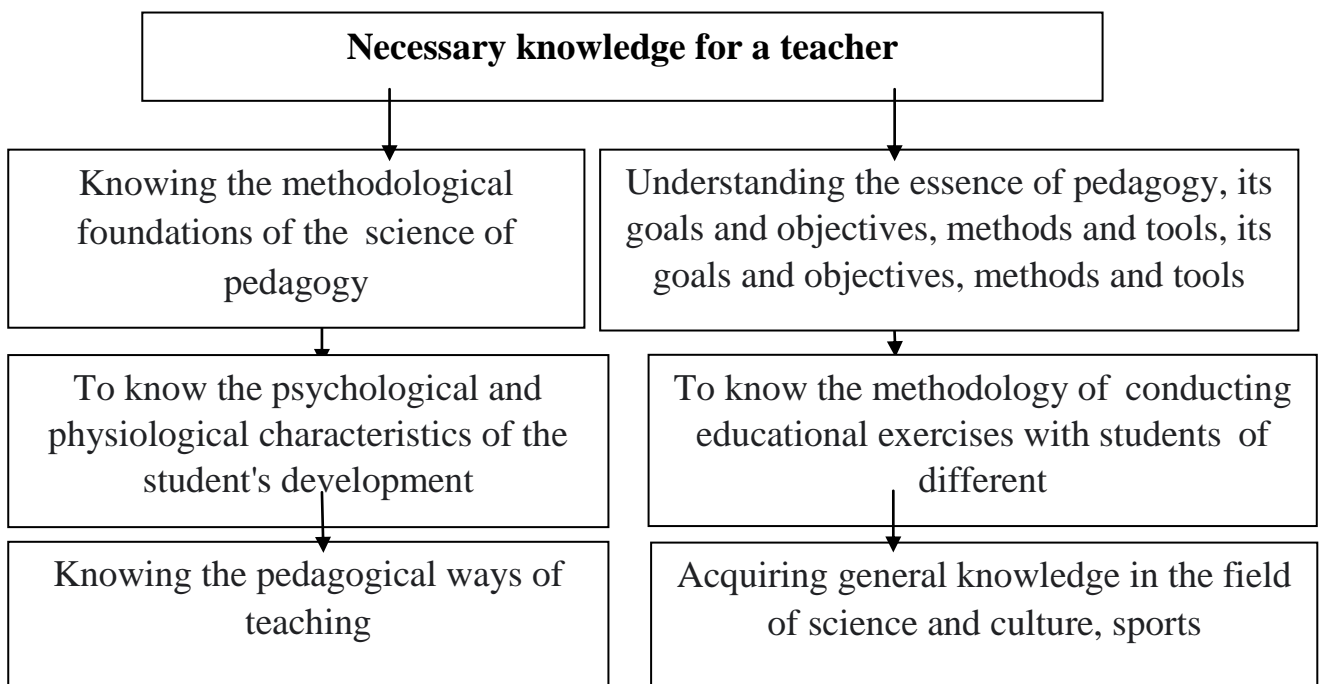 Necessary knowledge for a teacher
Knowing the methodological
foundations of the science of
pedagogy
Understanding the essence of pedagogy, its
goals and objectives, methods and tools, its
goals and objectives, methods and tools
To know the psychological and
physiological characteristics of the
student's development
To know the methodology of conducting
educational exercises with students of
different
Knowing the pedagogical ways of
teaching
Acquiring general knowledge in the field
of science and culture, sports